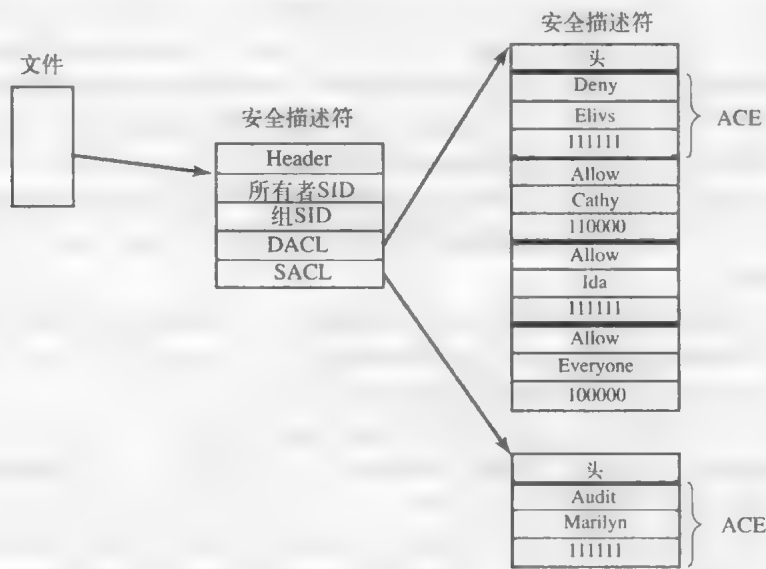 文件
安全描述符
Header
所有者SID
组SID
DACL
SACL
安全描述符
头
Deny
Elivs
111111
ACE
Allow
Cathy
110000
Allow
Ida
111111
Allow
Everyone
100000
头
Audit
Marilyn
111111
ACE